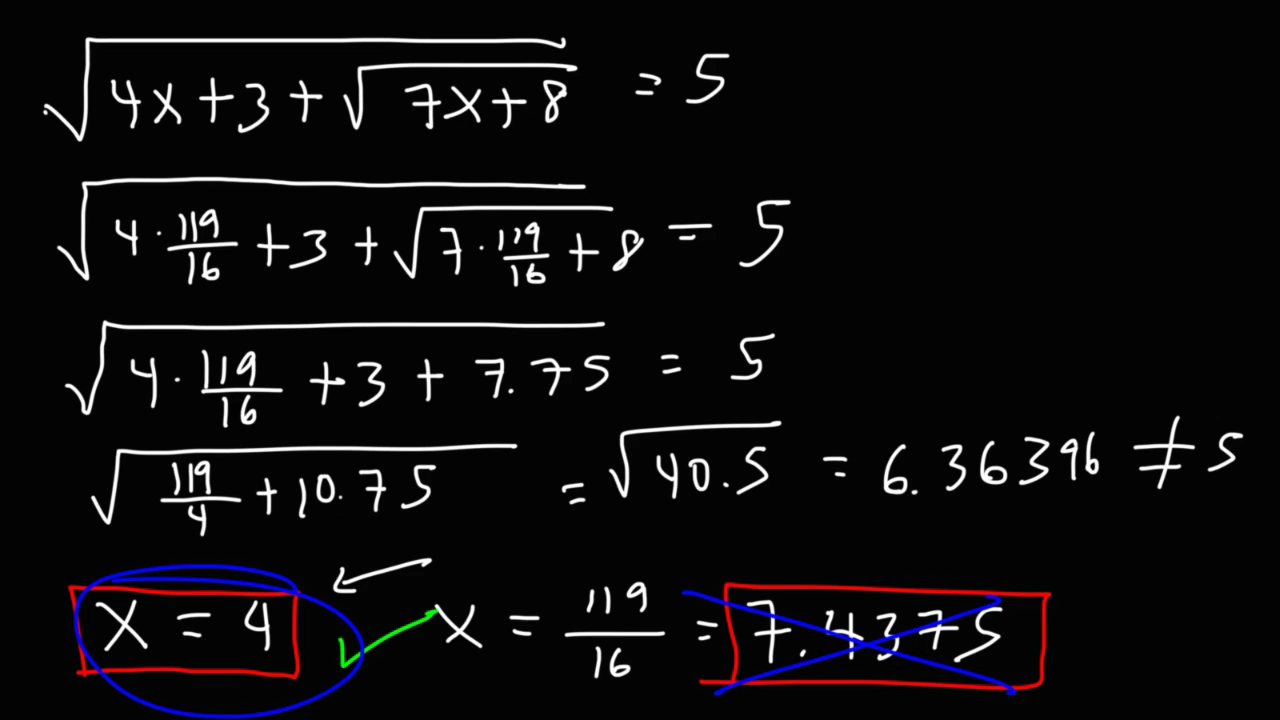 √(4x + 3 + √(7x + 8)) = 5
√(4 · 119/16 + 3 + √(7 · 119/16 + 8)) = 5
√(4 · 119/16 + 3 + 7.75) = 5
√(119/4 + 10.75) = √40.5 = 6.36396 ≠ 5
x = 4 ← ✓ x = 119/16 = 7.4375